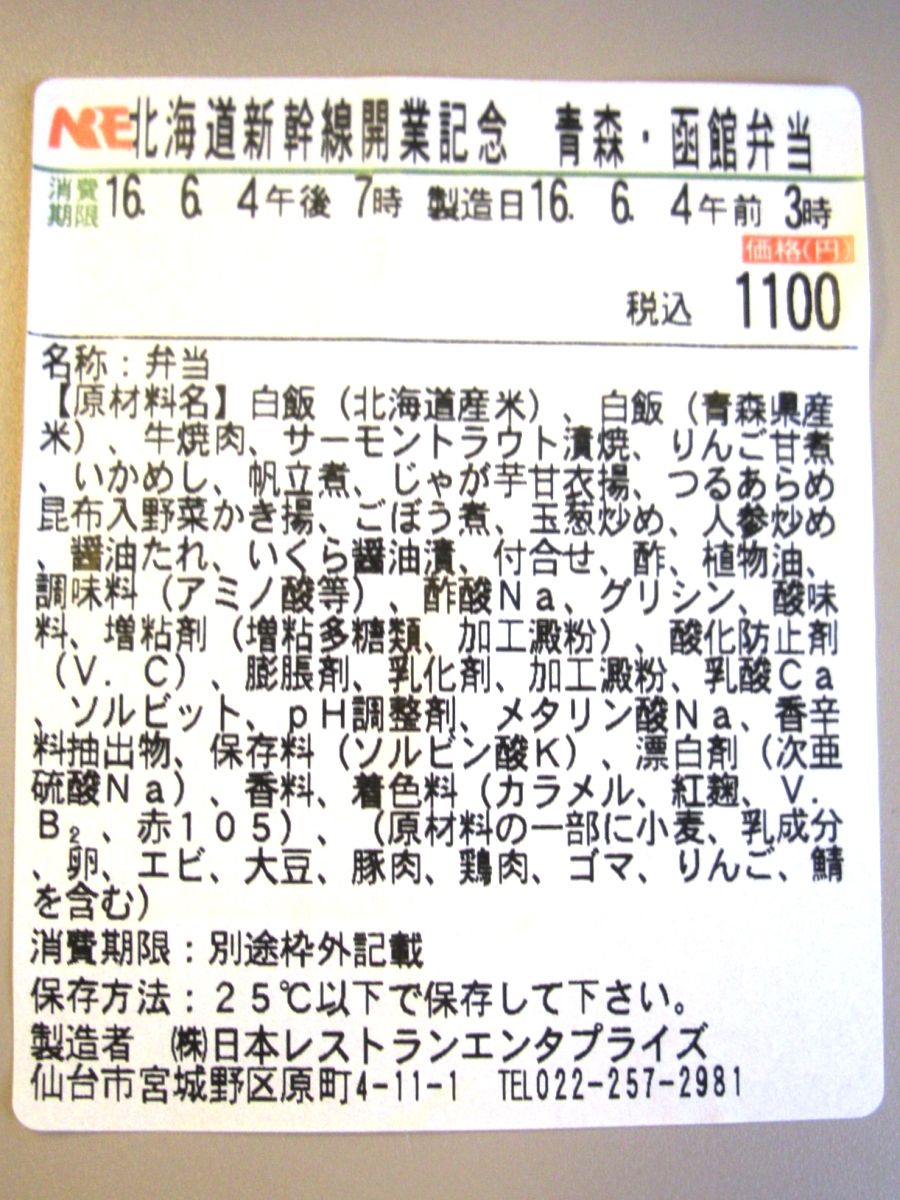 NRE北海道新幹線開業記念 青森・函館弁当
消費期限 16. 6. 4午後 7時 製造日16. 6. 4午前 3時
価格(円)
税込 1100
名称：弁当
【原材料名】白飯（北海道産米）、白飯（青森県産
米）、牛焼肉、サーモントラウト漬焼、りんご甘煮
、いかめし、帆立煮、じゃが芋甘衣揚、つるあらめ
昆布入野菜かき揚、ごぼう煮、玉葱炒め、人参炒め
、醤油たれ、いくら醤油漬、付合せ、酢、植物油、
調味料（アミノ酸等）、酢酸Ｎａ、グリシン、酸味
料、増粘剤（増粘多糖類、加工澱粉）、酸化防止剤
（Ｖ．Ｃ）、膨脹剤、乳化剤、加工澱粉、乳酸Ｃａ
、ソルビット、ｐＨ調整剤、メタリン酸Ｎａ、香辛
料抽出物、保存料（ソルビン酸Ｋ）、漂白剤（次亜
硫酸Ｎａ）、香料、着色料（カラメル、紅麹、Ｖ．
Ｂ₂、赤１０５）、（原材料の一部に小麦、乳成分
、卵、エビ、大豆、豚肉、鶏肉、ゴマ、りんご、鯖
を含む）
消費期限：別途枠外記載
保存方法：２５℃以下で保存して下さい。
製造者 ㈱日本レストランエンタプライズ
仙台市宮城野区原町4-11-1 TEL022-257-2981